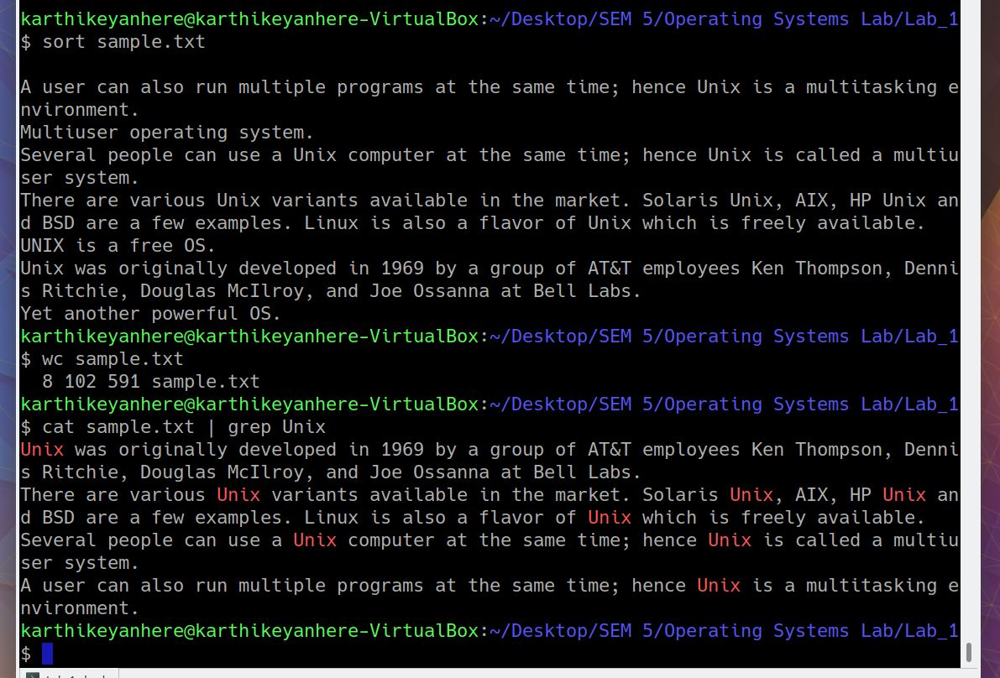 karthikeyanhere@karthikeyanhere-VirtualBox:~/Desktop/SEM 5/Operating Systems Lab/Lab_1
$ sort sample.txt
A user can also run multiple programs at the same time; hence Unix is a multitasking e
nvironment.
Multiuser operating system.
Several people can use a Unix computer at the same time; hence Unix is called a multiu
ser system.
There are various Unix variants available in the market. Solaris Unix, AIX, HP Unix an
d BSD are a few examples. Linux is also a flavor of Unix which is freely available.
UNIX is a free OS.
Unix was originally developed in 1969 by a group of AT&T employees Ken Thompson, Denni
s Ritchie, Douglas McIlroy, and Joe Ossanna at Bell Labs.
Yet another powerful OS.
karthikeyanhere@karthikeyanhere-VirtualBox:~/Desktop/SEM 5/Operating Systems Lab/Lab_1
$ wc sample.txt
8 102 591 sample.txt
karthikeyanhere@karthikeyanhere-VirtualBox:~/Desktop/SEM 5/Operating Systems Lab/Lab_1
$ cat sample.txt | grep Unix
Unix was originally developed in 1969 by a group of AT&T employees Ken Thompson, Denni
s Ritchie, Douglas McIlroy, and Joe Ossanna at Bell Labs.
There are various Unix variants available in the market. Solaris Unix, AIX, HP Unix an
d BSD are a few examples. Linux is also a flavor of Unix which is freely available.
Several people can use a Unix computer at the same time; hence Unix is called a multiu
ser system.
A user can also run multiple programs at the same time; hence Unix is a multitasking e
nvironment.
karthikeyanhere@karthikeyanhere-VirtualBox:~/Desktop/SEM 5/Operating Systems Lab/Lab_1
$